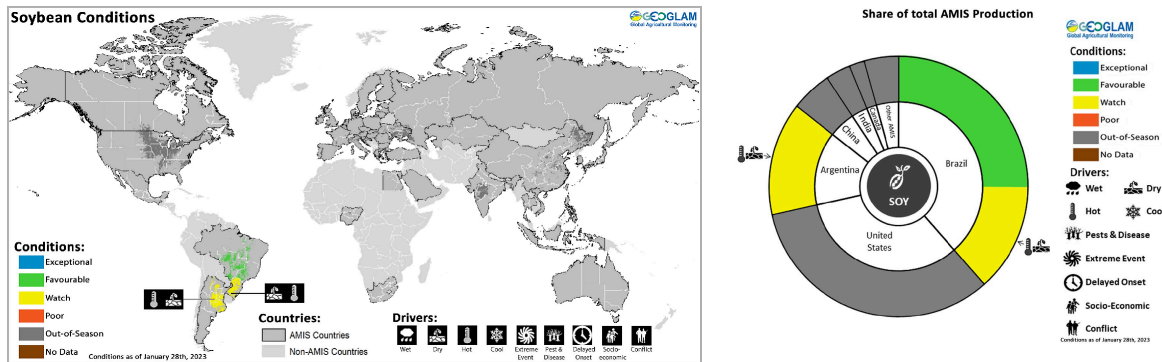 Soybean Conditions
GEOGLAM
Global Agricultural Monitoring
Conditions:
Exceptional
Favourable
Watch
Poor
Out-of-Season
No Data
Conditions as of January 28th, 2023
Countries:
AMIS Countries
Non-AMIS Countries
Drivers:
Wet
Dry
Hot
Cool
Extreme Event
Pest & Disease
Delayed Onset
Socio-economic
Conflict
Share of total AMIS Production
GEOGLAM
Global Agricultural Monitoring
Brazil
United States
Argentina
China
India
Canada
Other AMIS
SOY
Conditions:
Exceptional
Favourable
Watch
Poor
Out-of-Season
No Data
Drivers:
Wet
Dry
Hot
Coo
Pests & Disease
Extreme Event
Delayed Onset
Socio-Economic
Conflict
Conditions as of January 28th, 2023